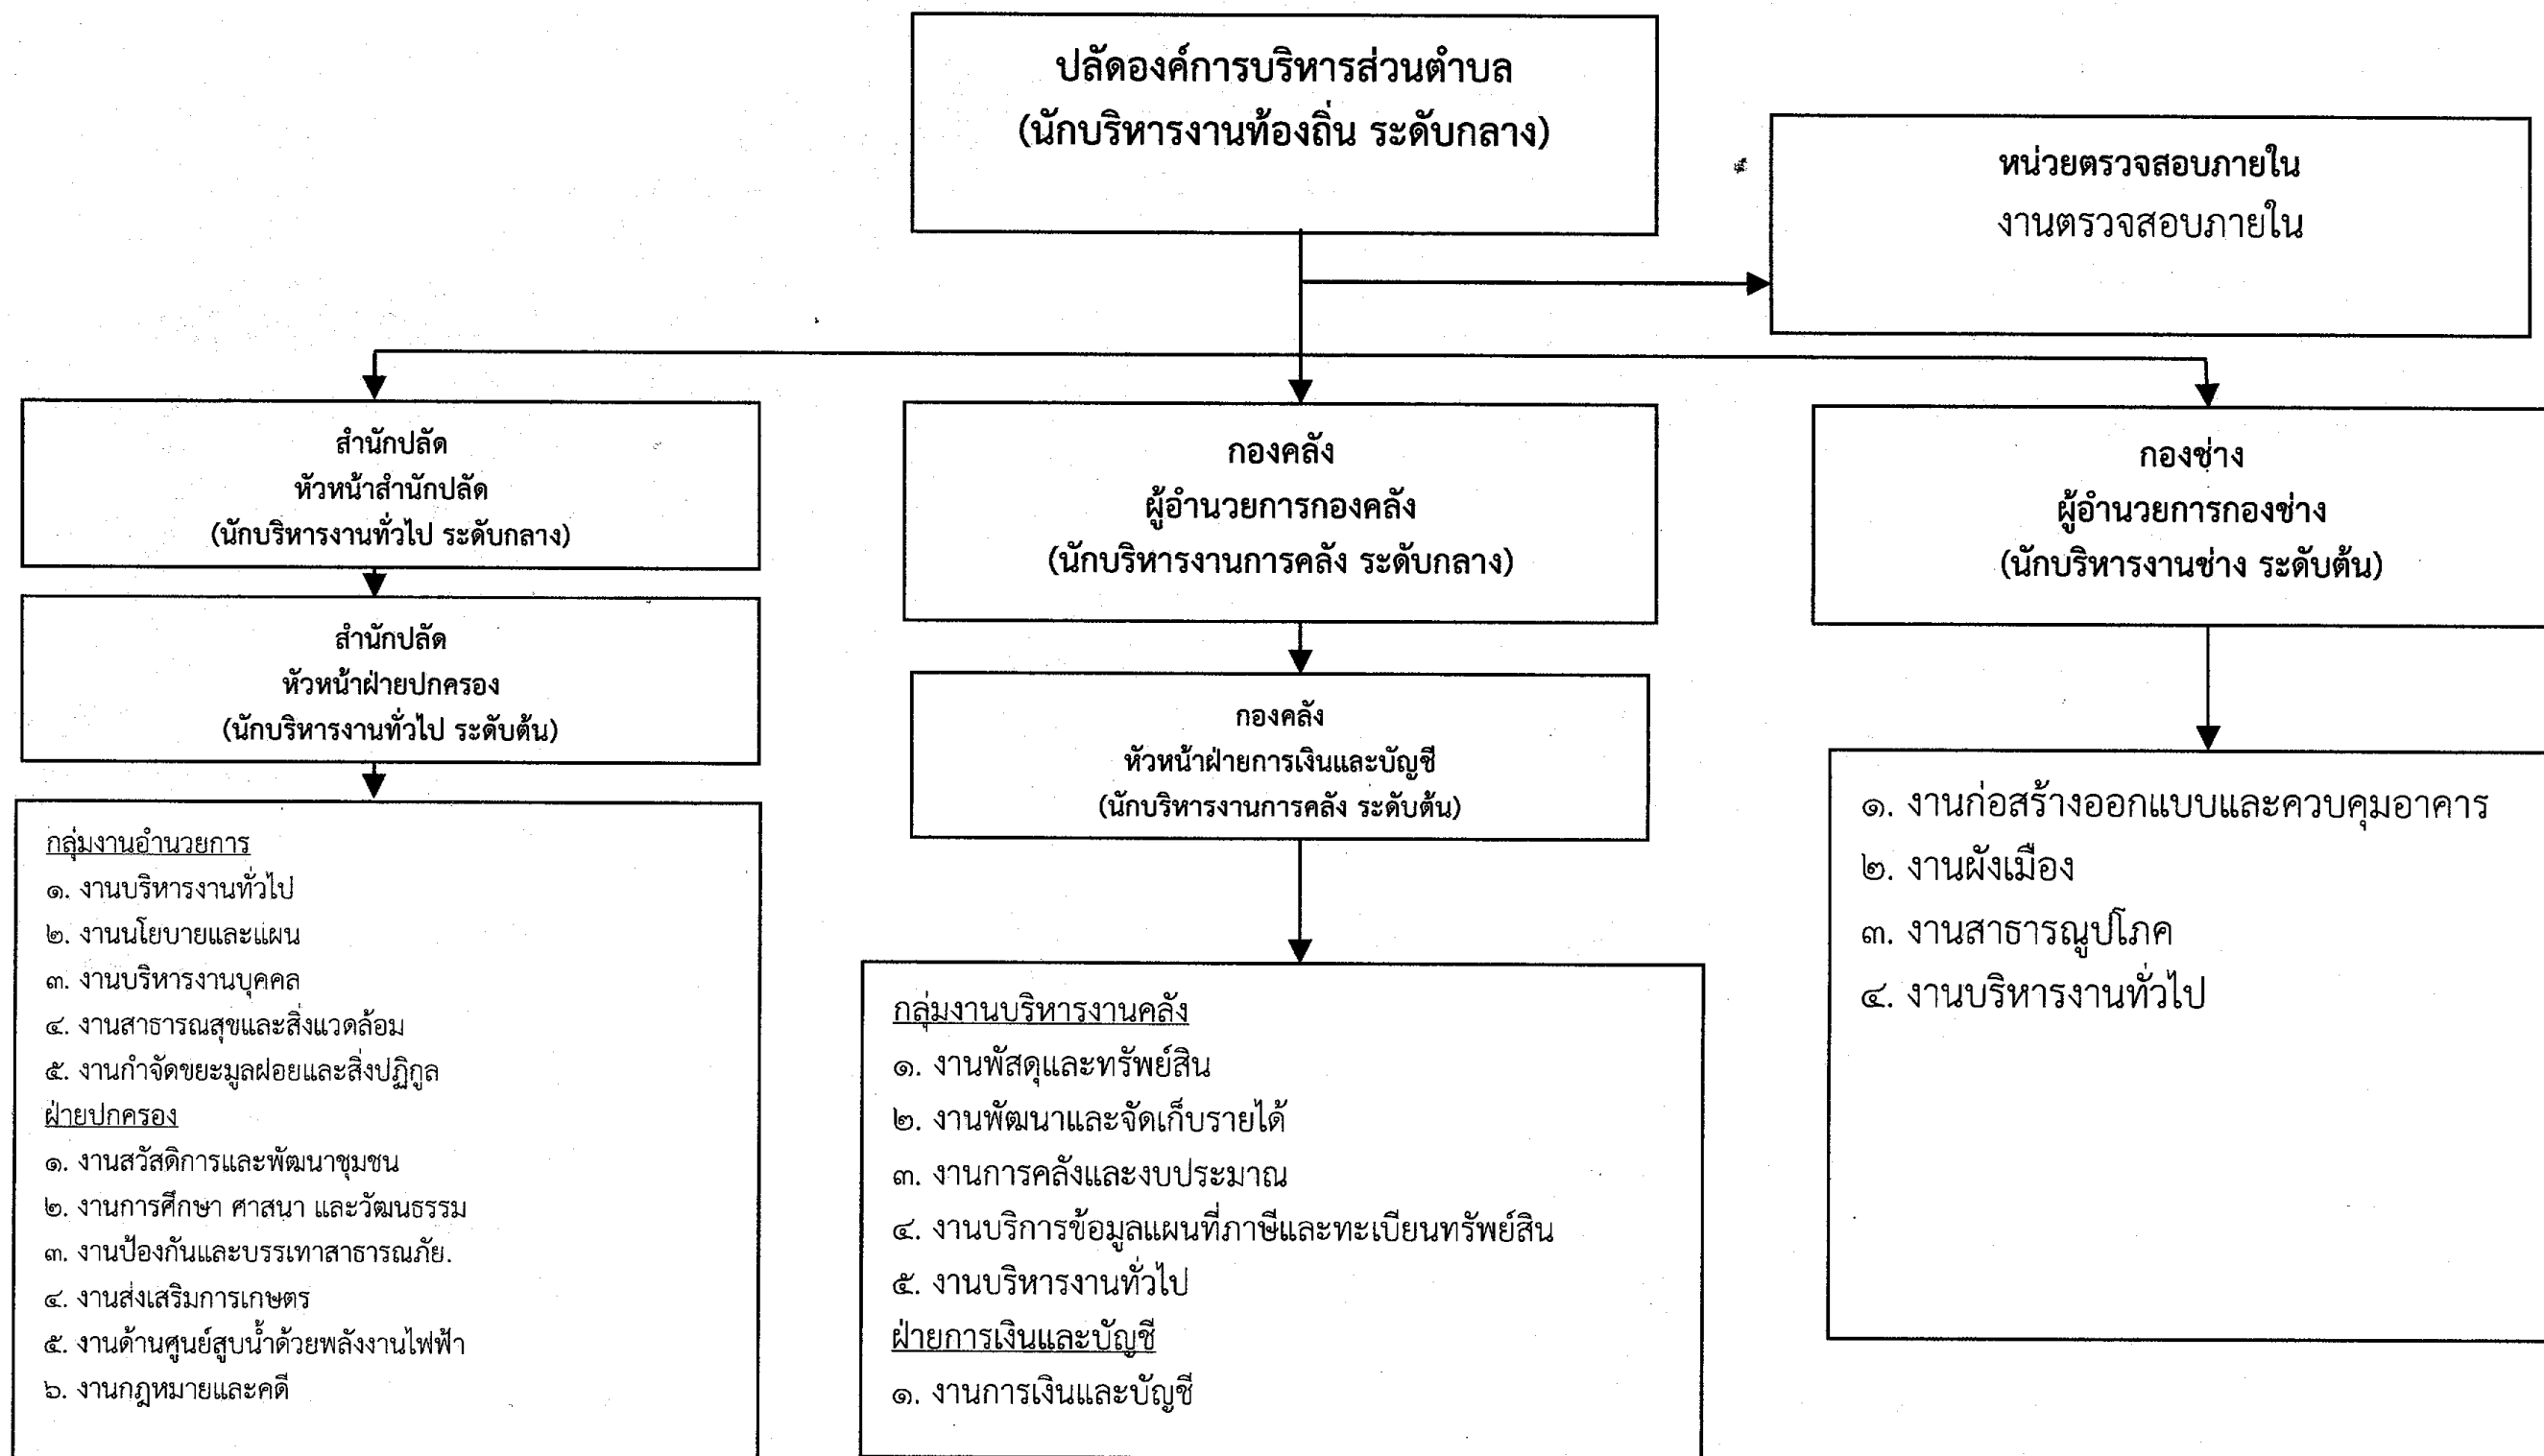 ปลัดองค์การบริหารส่วนตำบล
(นักบริหารงานท้องถิ่น ระดับกลาง)
หน่วยตรวจสอบภายใน
งานตรวจสอบภายใน
สำนักปลัด
หัวหน้าสำนักปลัด
(นักบริหารงานทั่วไป ระดับกลาง)
กองคลัง
ผู้อำนวยการกองคลัง
(นักบริหารงานการคลัง ระดับกลาง)
กองช่าง
ผู้อำนวยการกองช่าง
(นักบริหารงานช่าง ระดับต้น)
สำนักปลัด
หัวหน้าฝ่ายปกครอง
(นักบริหารงานทั่วไป ระดับต้น)
กองคลัง
หัวหน้าฝ่ายการเงินและบัญชี
(นักบริหารงานการคลัง ระดับต้น)
กลุ่มงานอำนวยการ
๑. งานบริหารงานทั่วไป
๒. งานนโยบายและแผน
๓. งานบริหารงานบุคคล
๔. งานสาธารณสุขและสิ่งแวดล้อม
๕. งานกำจัดขยะมูลฝอยและสิ่งปฏิกูล
ฝ่ายปกครอง
๑. งานสวัสดิการและพัฒนาชุมชน
๒. งานการศึกษา ศาสนา และวัฒนธรรม
๓. งานป้องกันและบรรเทาสาธารณภัย.
๔. งานส่งเสริมการเกษตร
๕. งานด้านศูนย์สูบน้ำด้วยพลังงานไฟฟ้า
๖. งานกฎหมายและคดี
กลุ่มงานบริหารงานคลัง
๑. งานพัสดุและทรัพย์สิน
๒. งานพัฒนาและจัดเก็บรายได้
๓. งานการคลังและงบประมาณ
๔. งานบริการข้อมูลแผนที่ภาษีและทะเบียนทรัพย์สิน
๕. งานบริหารงานทั่วไป
ฝ่ายการเงินและบัญชี
๑. งานการเงินและบัญชี
๑. งานก่อสร้างออกแบบและควบคุมอาคาร
๒. งานผังเมือง
๓. งานสาธารณูปโภค
๔. งานบริหารงานทั่วไป